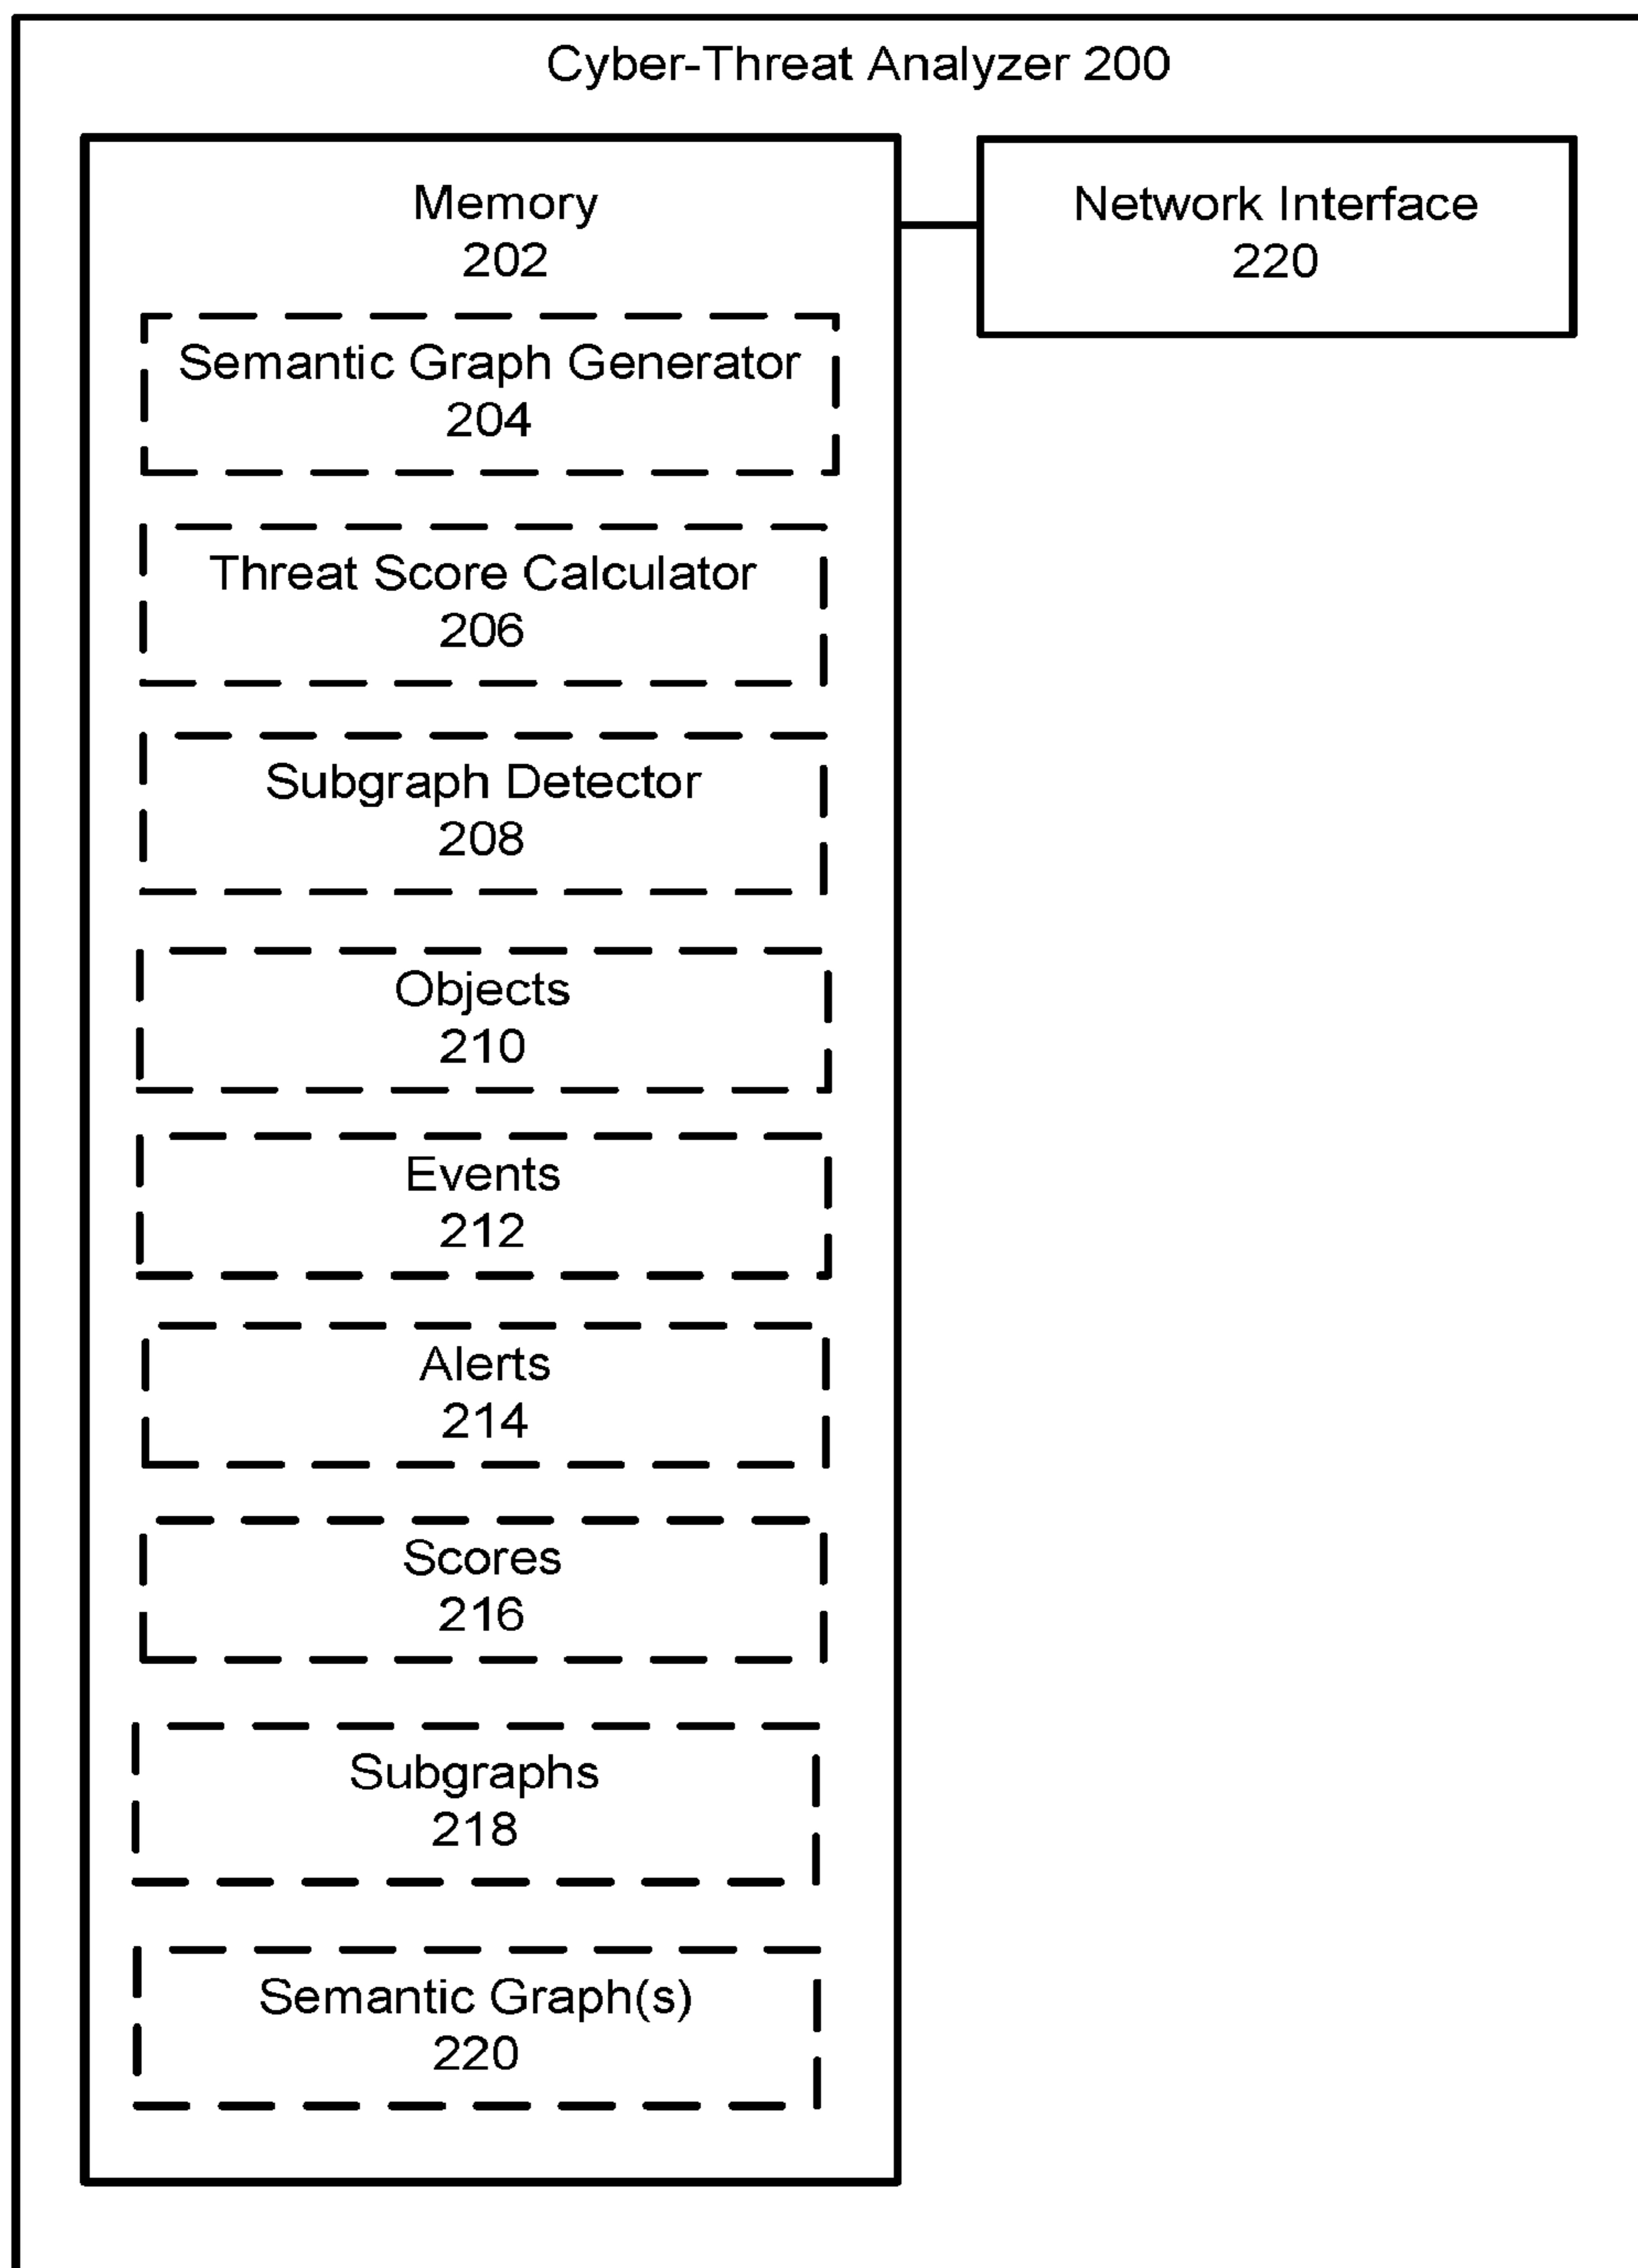 Cyber-Threat Analyzer 200
Memory
202
Network Interface
220
Semantic Graph Generator
204
Threat Score Calculator
206
Subgraph Detector
208
Objects
210
Events
212
Alerts
214
Scores
216
Subgraphs
218
Semantic Graph(s)
220